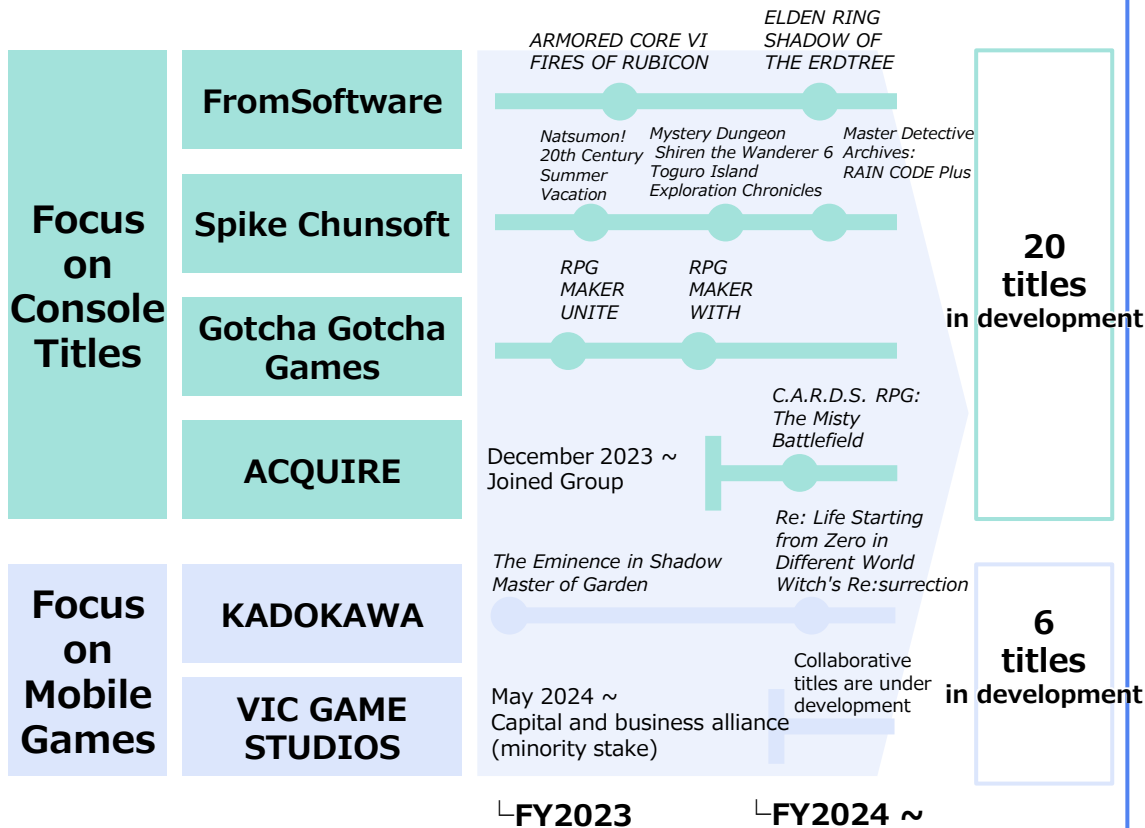 Focus
on
Console
Titles
FromSoftware
ARMORED CORE VI
FIRES OF RUBICON
ELDEN RING
SHADOW OF
THE ERDTREE
Spike Chunsoft
Natsumon!
20th Century
Summer
Vacation
Mystery Dungeon
Shiren the Wanderer 6
Toguro Island
Exploration Chronicles
Master Detective
Archives:
RAIN CODE Plus
Gotcha Gotcha
Games
RPG
MAKER
UNITE
RPG
MAKER
WITH
ACQUIRE
December 2023 ~
Joined Group
C.A.R.D.S. RPG:
The Misty
Battlefield
20
titles
in development
Focus
on
Mobile
Games
KADOKAWA
The Eminence in Shadow
Master of Garden
Re: Life Starting
from Zero in
Different World
Witch's Re:surrection
VIC GAME
STUDIOS
May 2024 ~
Capital and business alliance
(minority stake)
Collaborative
titles are under
development
6
titles
in development
└FY2023
└FY2024 ~